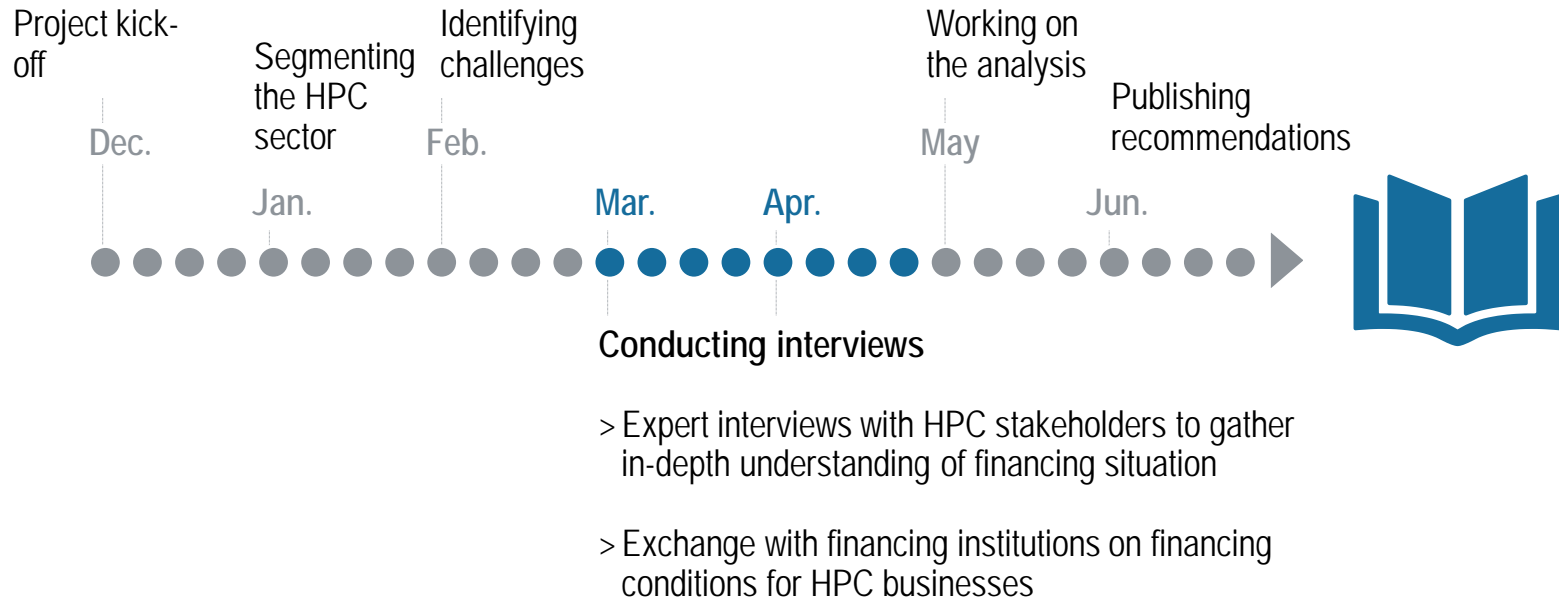 Project kick-
off
Dec.
Segmenting
the HPC
sector
Jan.
Identifying
challenges
Feb.
Mar.
Apr.
Working on
the analysis
May
Publishing
recommendations
Jun.
Conducting interviews
> Expert interviews with HPC stakeholders to gather
in-depth understanding of financing situation
> Exchange with financing institutions on financing
conditions for HPC businesses